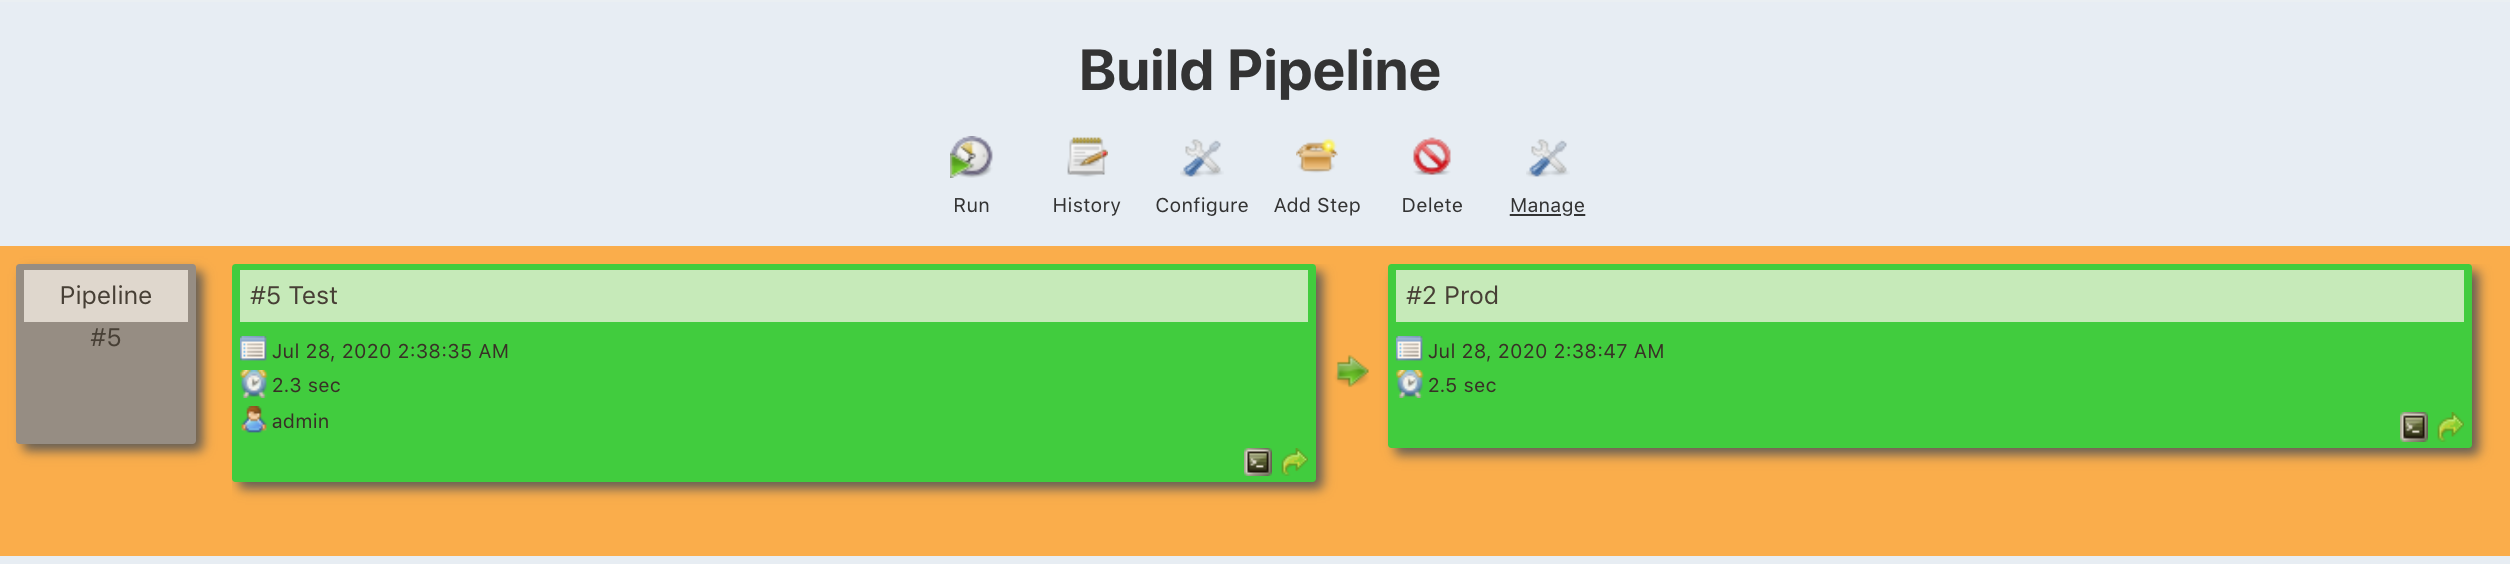 Build Pipeline
Run History Configure Add Step Delete Manage
Pipeline
#5
#5 Test
Jul 28, 2020 2:38:35 AM
2.3 sec
admin
#2 Prod
Jul 28, 2020 2:38:47 AM
2.5 sec